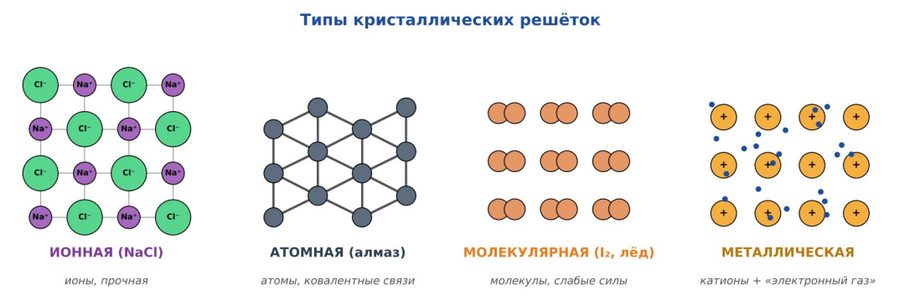 Типы кристаллических решёток
Cl⁻ Na⁺ Cl⁻ Na⁺
Na⁺ Cl⁻ Na⁺ Cl⁻
Cl⁻ Na⁺ Cl⁻ Na⁺
Na⁺ Cl⁻ Na⁺ Cl⁻
ИОННАЯ (NaCl)
ионы, прочная
АТОМНАЯ (алмаз)
атомы, ковалентные связи
МОЛЕКУЛЯРНАЯ (I₂, лёд)
молекулы, слабые силы
+ + + +
+ + + +
+ + + +
МЕТАЛЛИЧЕСКАЯ
катионы + «электронный газ»